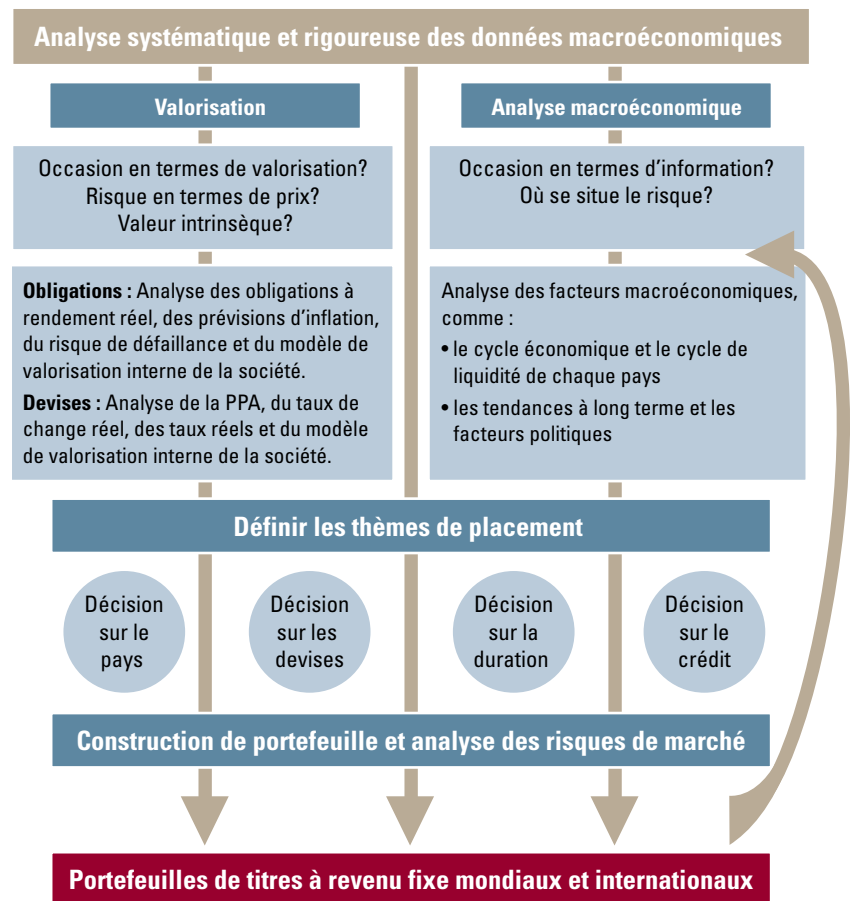 Analyse systématique et rigoureuse des données macroéconomiques
Valorisation
Occasion en termes de valorisation?
Risque en termes de prix?
Valeur intrinsèque?
Obligations : Analyse des obligations à
rendement réel, des prévisions d'inflation,
du risque de défaillance et du modèle de
valorisation interne de la société.
Devises : Analyse de la PPA, du taux de
change réel, des taux réels et du modèle
de valorisation interne de la société.
Analyse macroéconomique
Occasion en termes d'information?
Où se situe le risque?
Analyse des facteurs macroéconomiques,
comme :
• le cycle économique et le cycle de
liquidité de chaque pays
• les tendances à long terme et les
facteurs politiques
Définir les thèmes de placement
Décision
sur le
pays
Décision
sur les
devises
Décision
sur la
duration
Décision
sur le
crédit
Construction de portefeuille et analyse des risques de marché
Portefeuilles de titres à revenu fixe mondiaux et internationaux